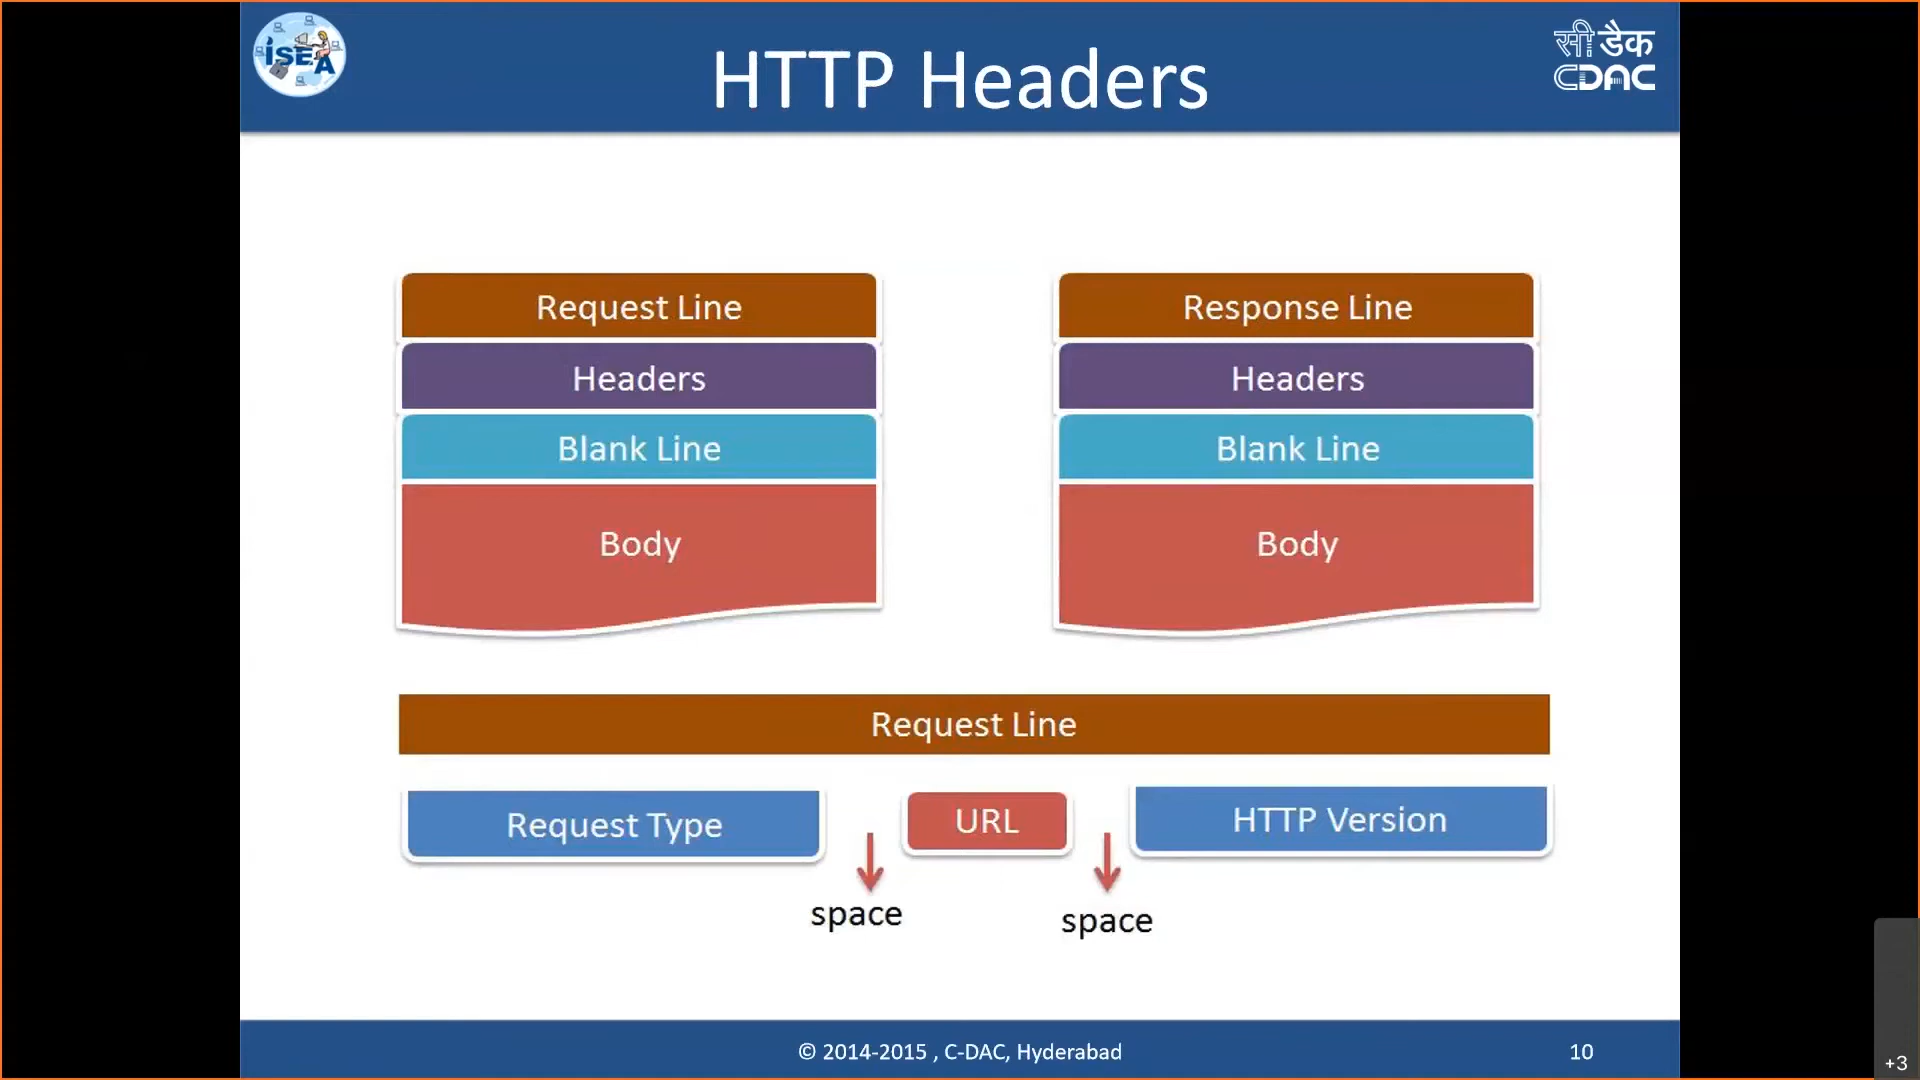 ISEA
HTTP Headers
सी डैक
CDAC
Request Line
Headers
Blank Line
Body
Response Line
Headers
Blank Line
Body
Request Line
Request Type
URL
HTTP Version
space
space
© 2014-2015 , C-DAC, Hyderabad
10
+3